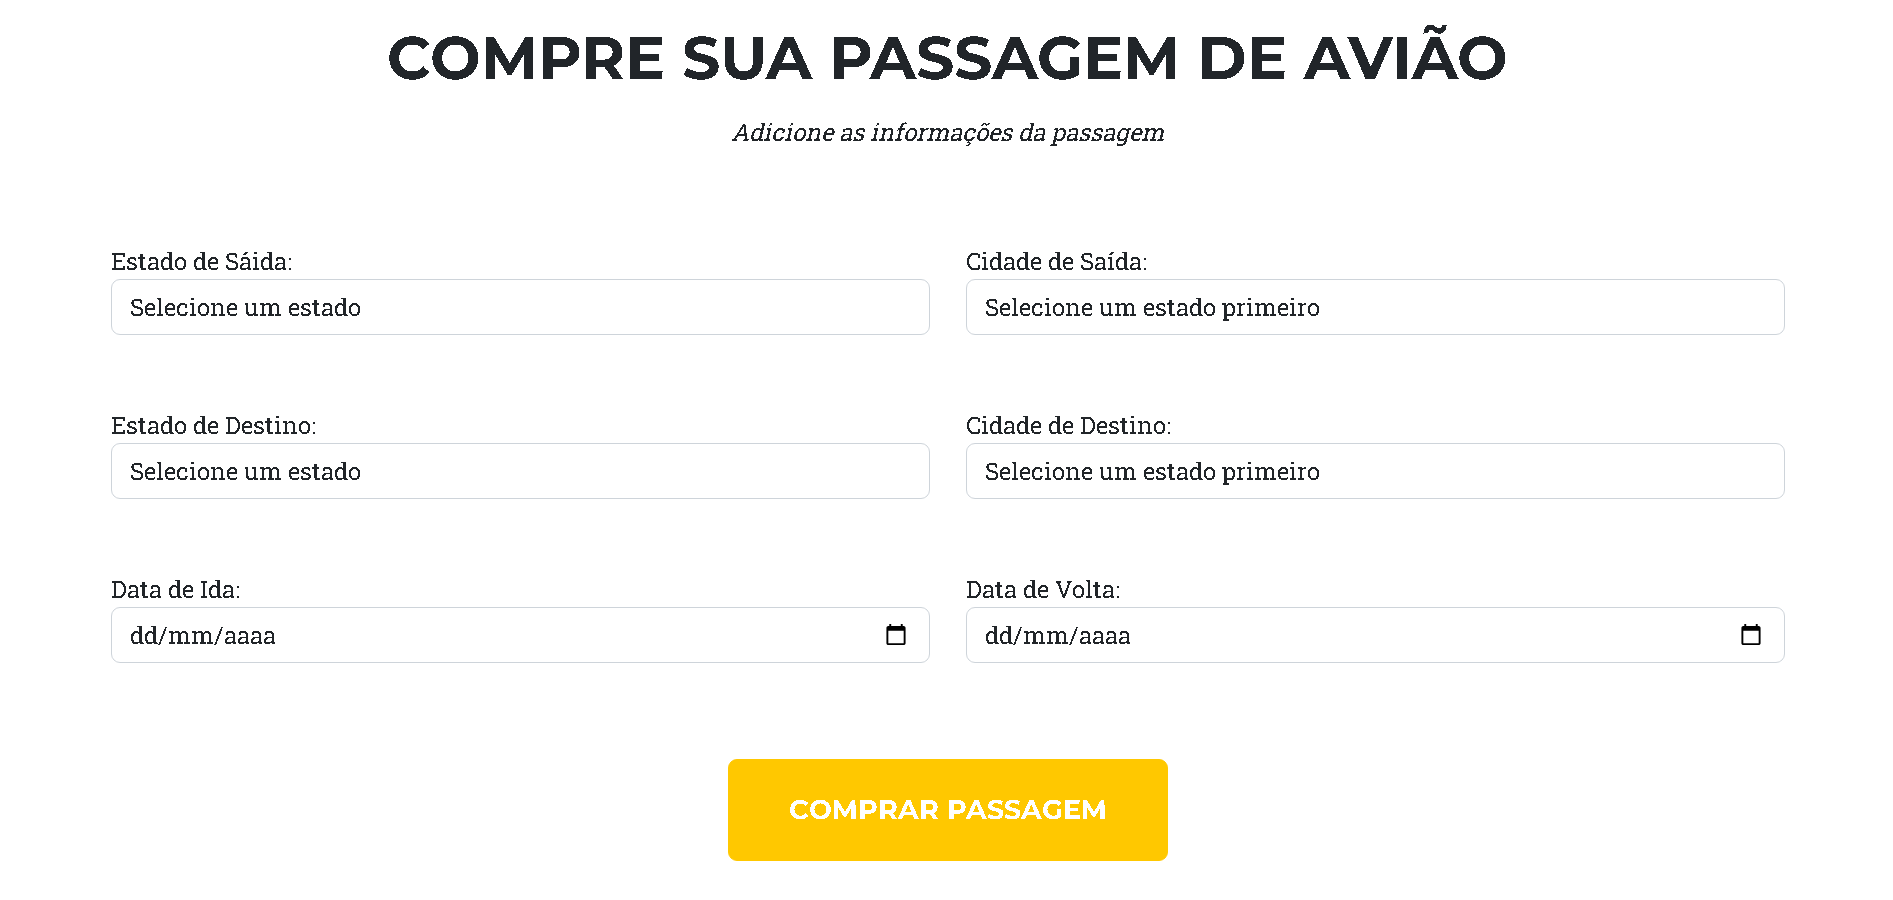 COMPRE SUA PASSAGEM DE AVIÃO
Adicione as informações da passagem
Estado de Sáida:
Cidade de Saída:
Selecione um estado
Selecione um estado primeiro
Estado de Destino:
Cidade de Destino:
Selecione um estado
Selecione um estado primeiro
Data de Ida:
Data de Volta:
dd/mm/aaaa
dd/mm/aaaa
COMPRAR PASSAGEM